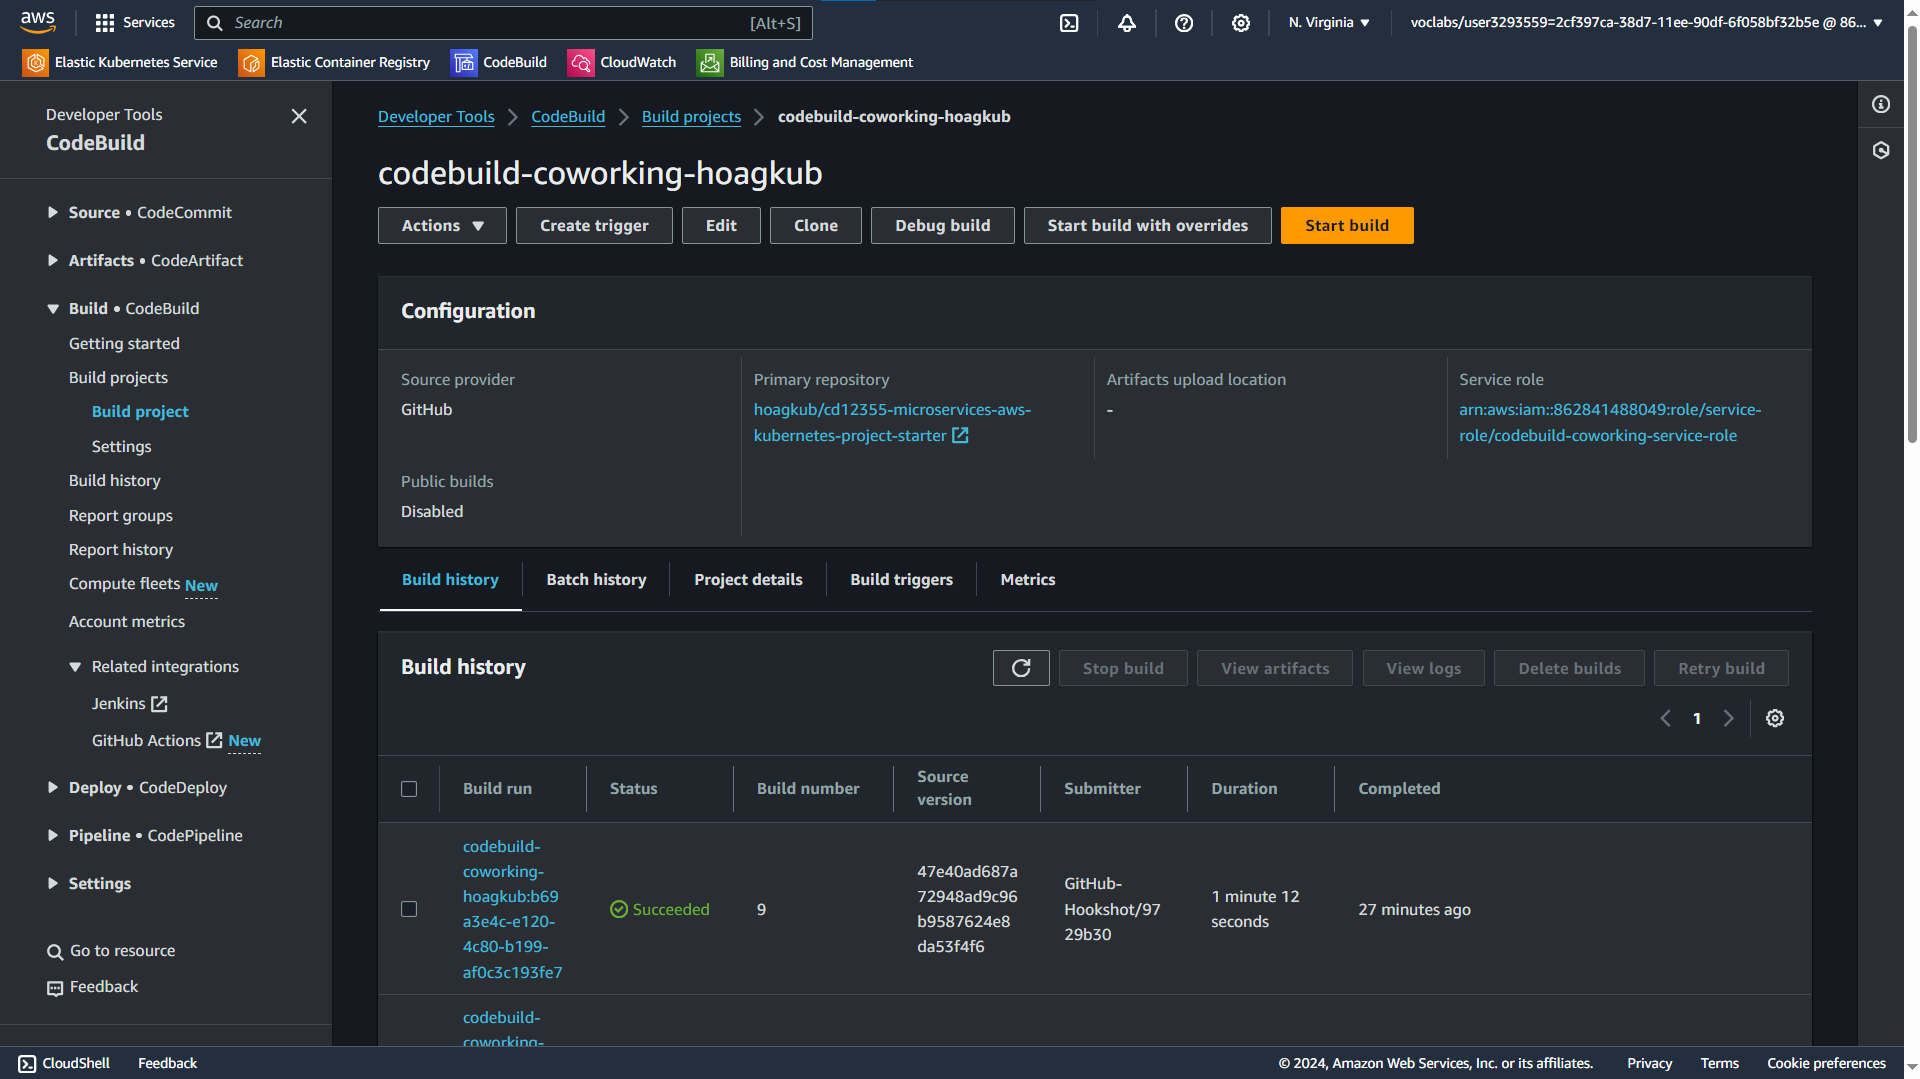 aws
Services
Search
[Alt+S]
N. Virginia
voclabs/user3293559=2cf397ca-38d7-11ee-90df-6f058bf32b5e @ 86...
Elastic Kubernetes Service
Elastic Container Registry
CodeBuild
CloudWatch
Billing and Cost Management
Developer Tools
CodeBuild
Source • CodeCommit
Artifacts • CodeArtifact
Build • CodeBuild
Getting started
Build projects
Build project
Settings
Build history
Report groups
Report history
Compute fleets New
Account metrics
Related integrations
Jenkins
GitHub Actions New
Deploy • CodeDeploy
Pipeline • CodePipeline
Settings
Go to resource
Feedback
Developer Tools
CodeBuild
Build projects
codebuild-coworking-hoagkub
codebuild-coworking-hoagkub
Actions
Create trigger
Edit
Clone
Debug build
Start build with overrides
Start build
Configuration
Source provider
GitHub
Primary repository
hoagkub/cd12355-microservices-aws-
kubernetes-project-starter
Artifacts upload location
-
Service role
arn:aws:iam::862841488049:role/service-
role/codebuild-coworking-service-role
Public builds
Disabled
Build history
Batch history
Project details
Build triggers
Metrics
Build history
Stop build
View artifacts
View logs
Delete builds
Retry build
1
Build run
Status
Build number
Source
version
Submitter
Duration
Completed
codebuild-
coworking-
hoagkub:b69
a3e4c-e120-
4c80-b199-
af0c3c193fe7
Succeeded
9
47e40ad687a
72948ad9c96
b9587624e8
da53f4f6
GitHub-
Hookshot/97
29b30
1 minute 12
seconds
27 minutes ago
codebuild-
coworking-
CloudShell
Feedback
© 2024, Amazon Web Services, Inc. or its affiliates.
Privacy
Terms
Cookie preferences